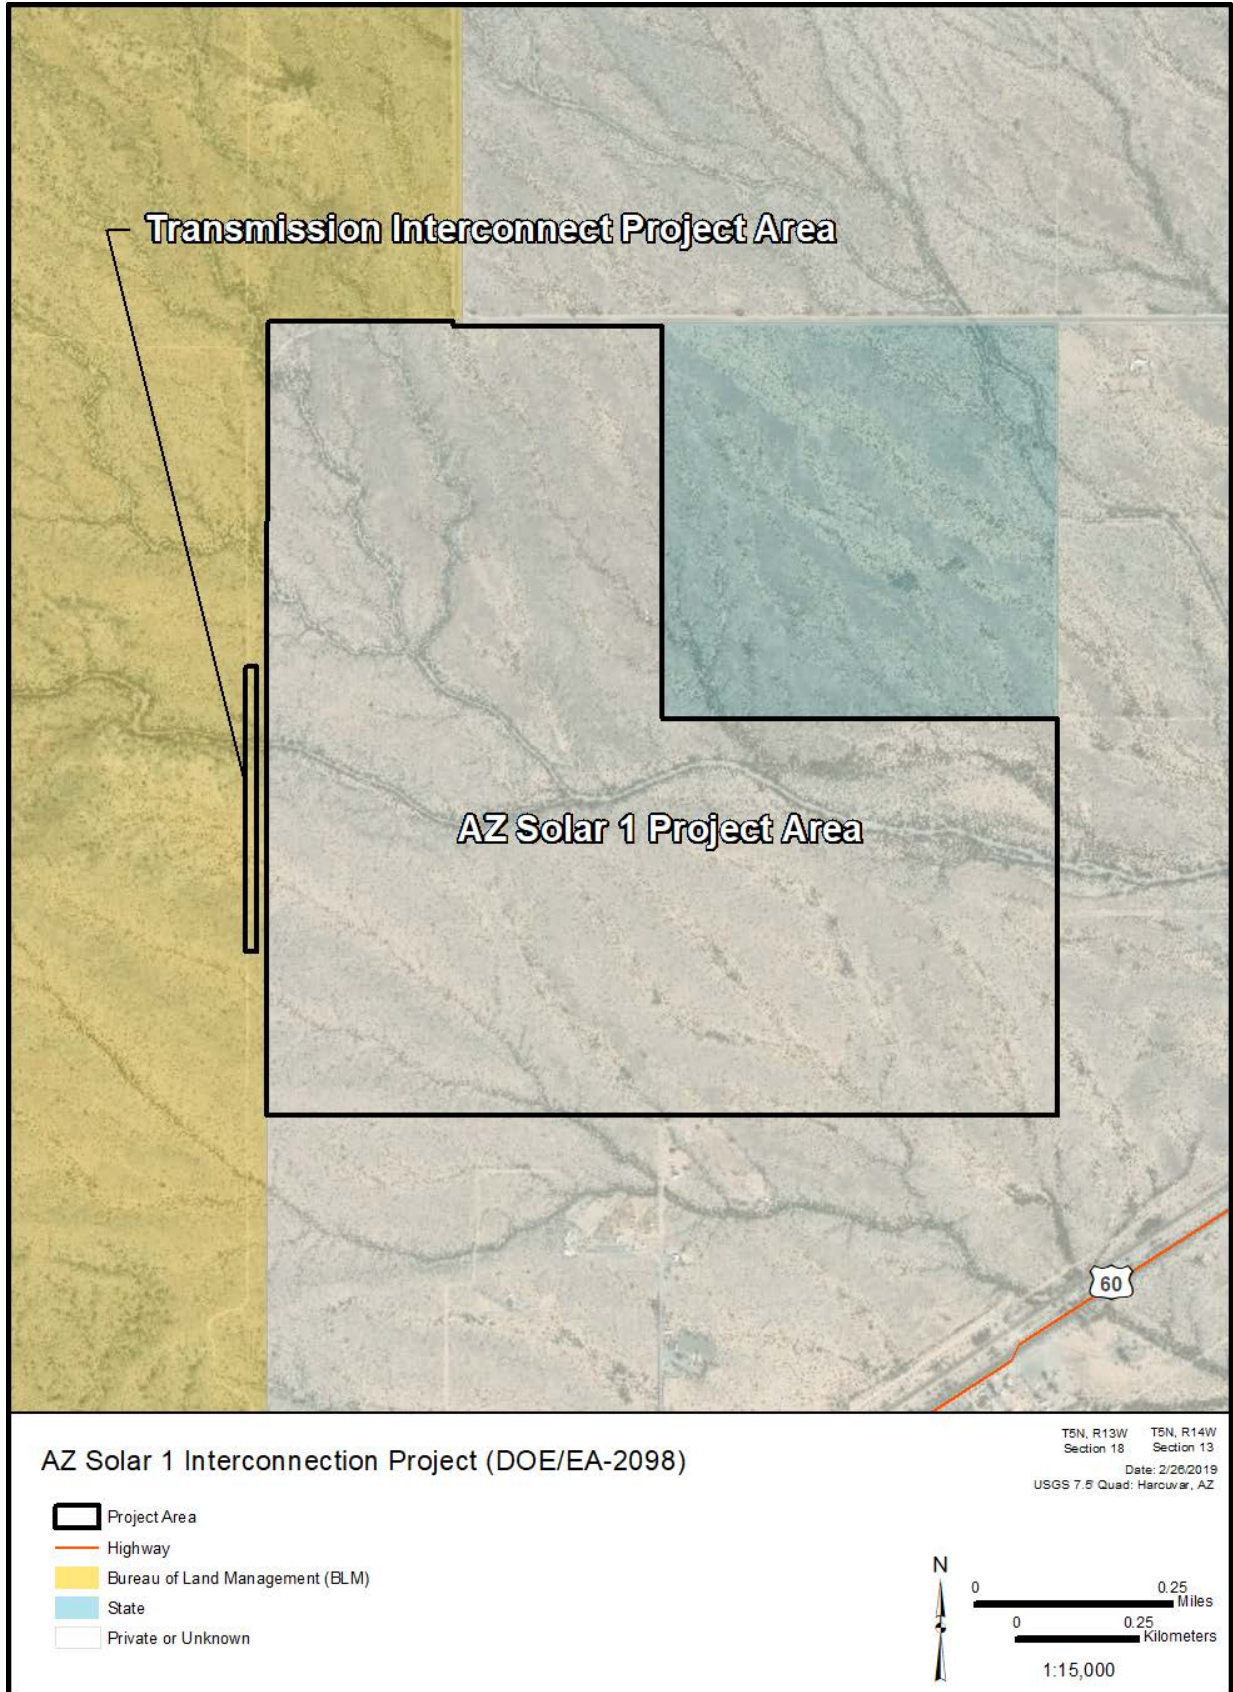 Transmission Interconnect Project Area
AZ Solar 1 Project Area
60
AZ Solar 1 Interconnection Project (DOE/EA-2098)
T5N, R13W T5N, R14W
Section 18 Section 13
Date: 2/26/2019
USGS 7.5' Quad: Harcuvar, AZ
Project Area
Highway
Bureau of Land Management (BLM)
State
Private or Unknown
N
0 0.25
Miles
0 0.25
Kilometers
1:15,000